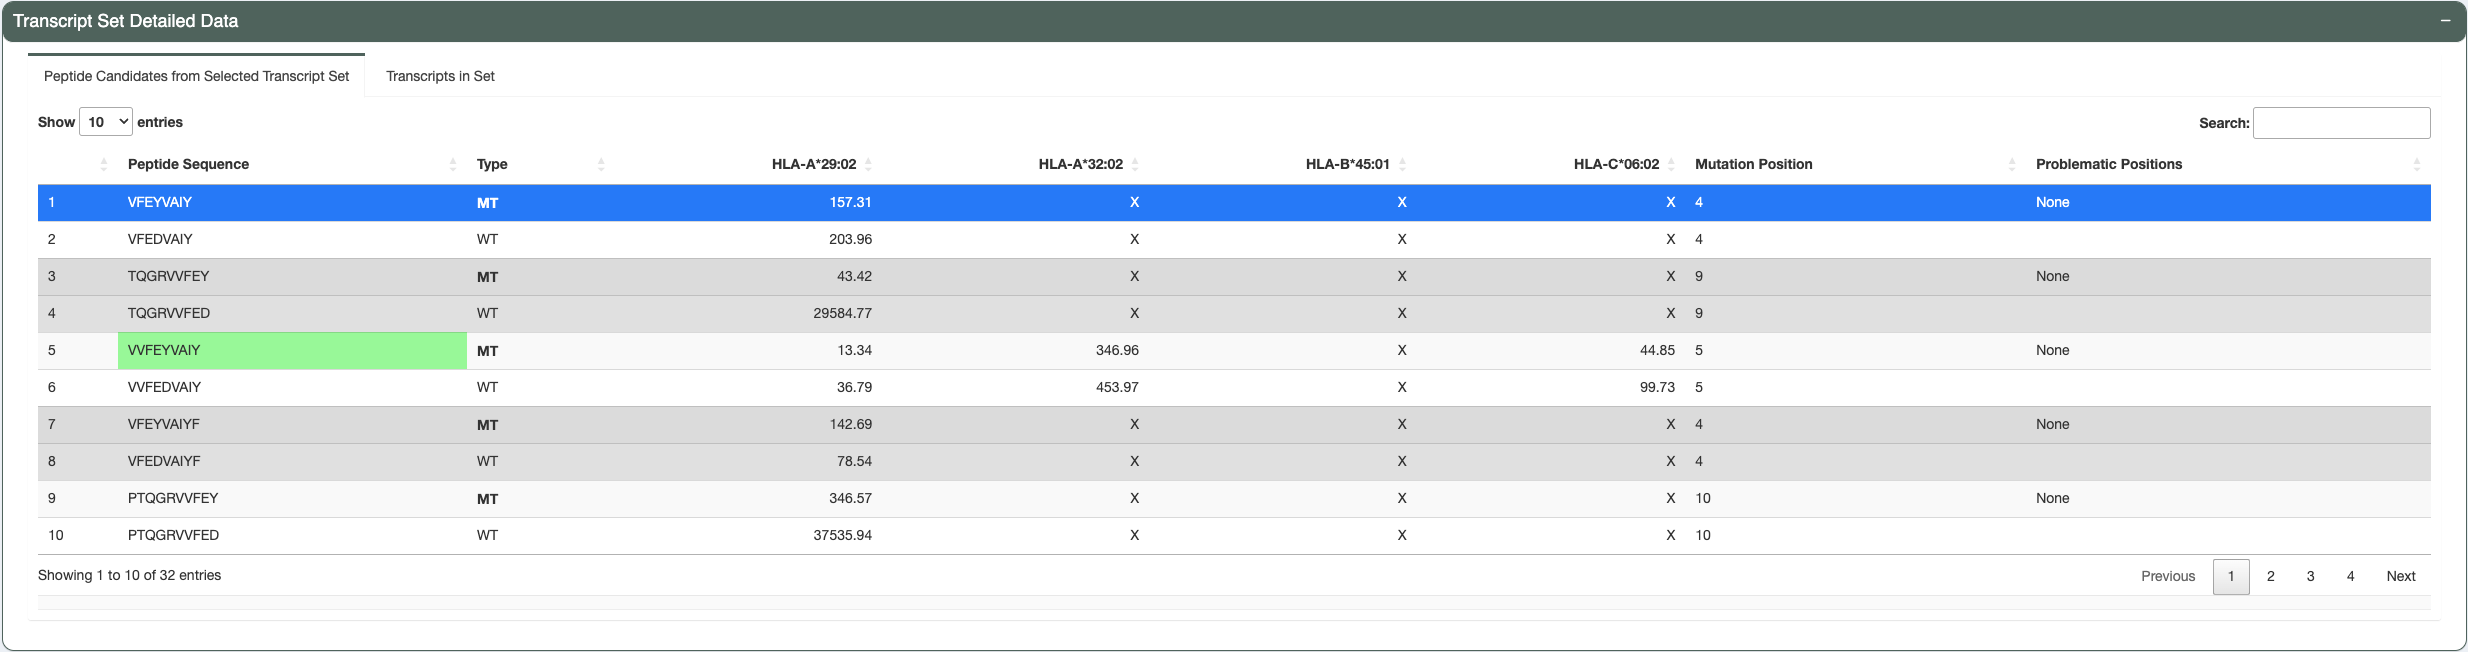 Transcript Set Detailed Data −
Peptide Candidates from Selected Transcript Set Transcripts in Set
Show 10 entries Search:
Peptide Sequence Type HLA-A*29:02 HLA-A*32:02 HLA-B*45:01 HLA-C*06:02 Mutation Position Problematic Positions
1 VFEYVAIY MT 157.31 X X X 4 None
2 VFEDVAIY WT 203.96 X X X 4
3 TQGRVVFEY MT 43.42 X X X 9 None
4 TQGRVVFED WT 29584.77 X X X 9
5 VVFEYVAIY MT 13.34 346.96 X 44.85 5 None
6 VVFEDVAIY WT 36.79 453.97 X 99.73 5
7 VFEYVAIYF MT 142.69 X X X 4 None
8 VFEDVAIYF WT 78.54 X X X 4
9 PTQGRVVFEY MT 346.57 X X X 10 None
10 PTQGRVVFED WT 37535.94 X X X 10
Showing 1 to 10 of 32 entries Previous 1 2 3 4 Next